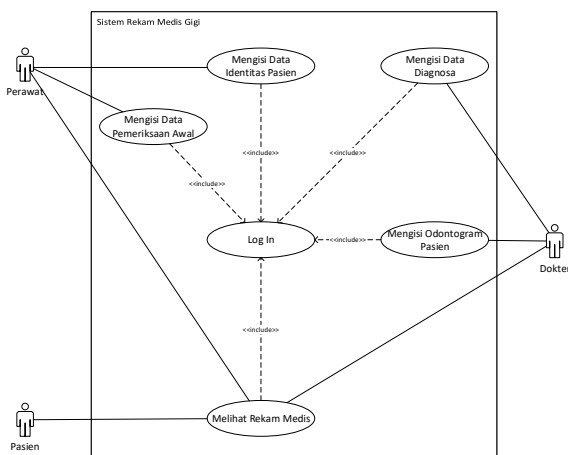 Sistem Rekam Medis Gigi
Mengisi Data
Identitas Pasien
Mengisi Data
Diagnosa
Perawat
Mengisi Data
Pemeriksaan Awal
<<include>>
<<include>>
<<include>>
Log In
<<include>>
Mengisi Odontogram
Pasien
Dokter
<<include>>
Melihat Rekam Medis
Pasien